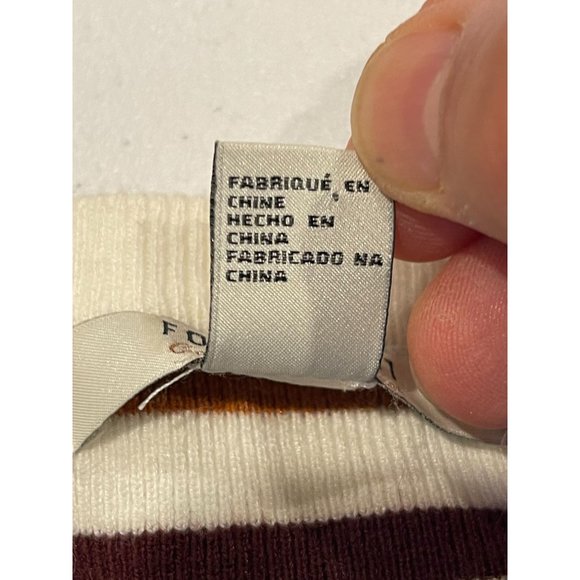 FABRIQUÉ EN
CHINE
HECHO EN
CHINA
FABRICADO NA
CHINA